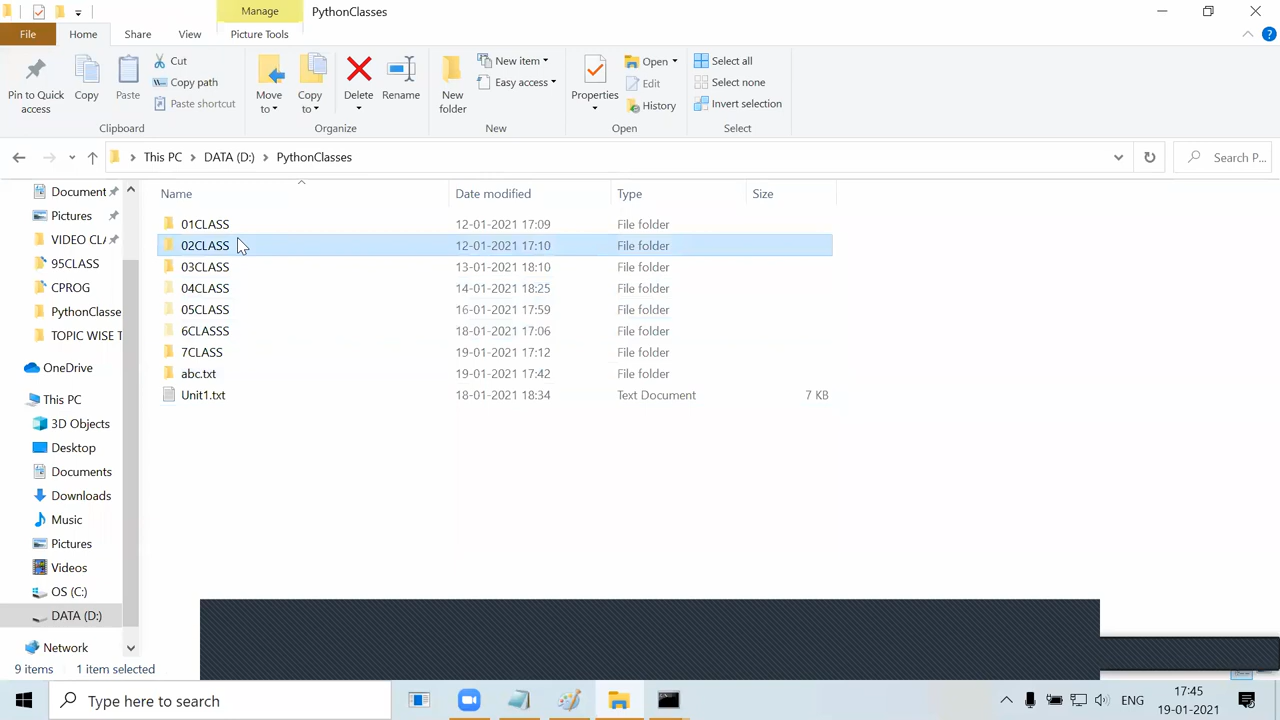 Manage PythonClasses
File Home Share View Picture Tools
Pin to Quick access
Copy
Paste
Cut
Copy path
Paste shortcut
Clipboard
Move to
Copy to
Delete
Rename
Organize
New folder
New item
Easy access
New
Properties
Open
Edit
History
Open
Select all
Select none
Invert selection
Select
This PC DATA (D:) PythonClasses
Search P...
Document
Pictures
VIDEO CLA
95CLASS
CPROG
PythonClasse
TOPIC WISE T
OneDrive
This PC
3D Objects
Desktop
Documents
Downloads
Music
Pictures
Videos
OS (C:)
DATA (D:)
Network
Name Date modified Type Size
01CLASS 12-01-2021 17:09 File folder
02CLASS 12-01-2021 17:10 File folder
03CLASS 13-01-2021 18:10 File folder
04CLASS 14-01-2021 18:25 File folder
05CLASS 16-01-2021 17:59 File folder
6CLASSS 18-01-2021 17:06 File folder
7CLASS 19-01-2021 17:12 File folder
abc.txt 19-01-2021 17:42 File folder
Unit1.txt 18-01-2021 18:34 Text Document 7 KB
9 items 1 item selected
Type here to search
ENG
17:45
19-01-2021